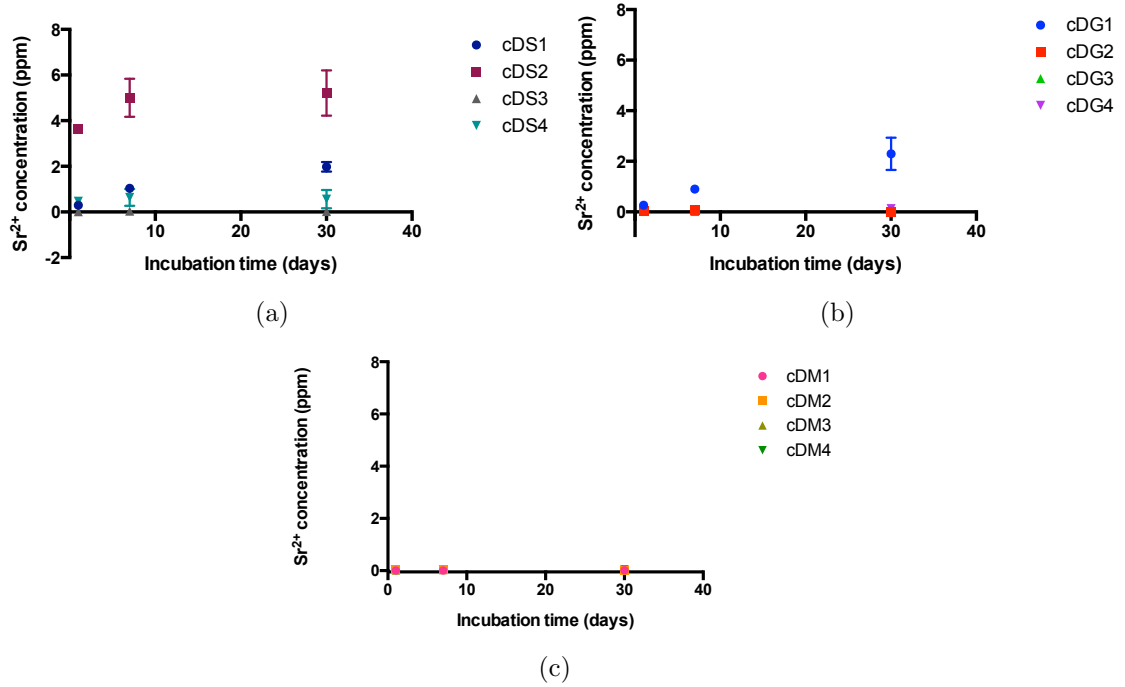 Sr²⁺ concentration (ppm)
8
6
4
2
0
-2
10
20
30
40
Incubation time (days)
cDS1
cDS2
cDS3
cDS4
(a)
Sr²⁺ concentration (ppm)
8
6
4
2
0
10
20
30
40
Incubation time (days)
cDG1
cDG2
cDG3
cDG4
(b)
Sr²⁺ concentration (ppm)
8
6
4
2
0
0
10
20
30
40
Incubation time (days)
cDM1
cDM2
cDM3
cDM4
(c)